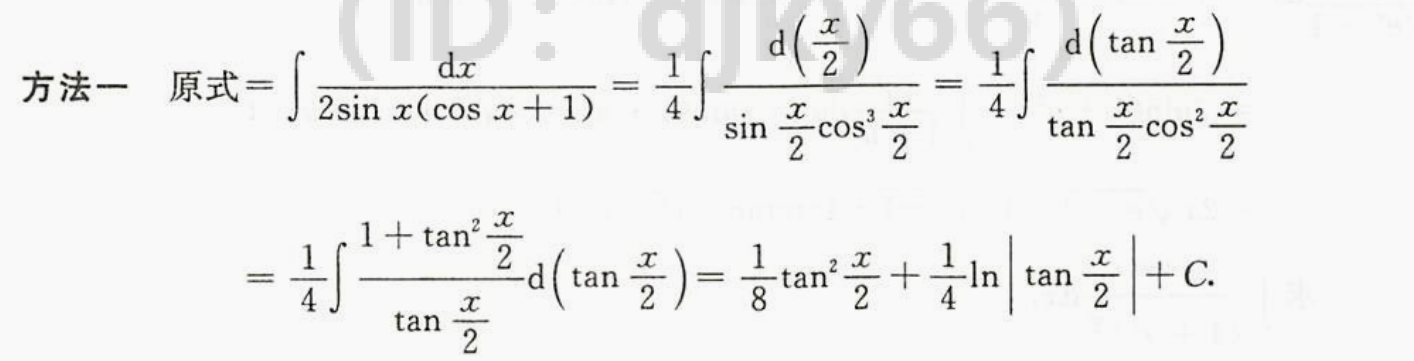 (ID: djky66)
方法一 原式 = ∫ dx / (2sin x(cos x + 1)) = 1/4 ∫ d(x/2) / (sin x/2 cos³ x/2) = 1/4 ∫ d(tan x/2) / (tan x/2 cos² x/2)
= 1/4 ∫ (1 + tan² x/2) / (tan x/2) d(tan x/2) = 1/8 tan² x/2 + 1/4 ln|tan x/2| + C.